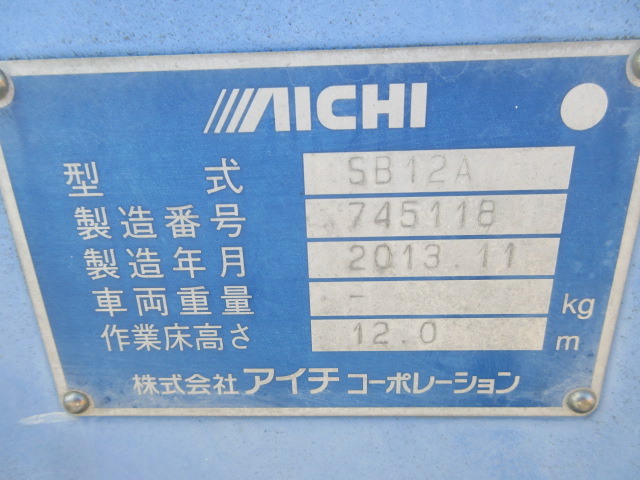 AICHI
型式 SB12A
製造番号 745118
製造年月 2013.11
車両重量 - kg
作業床高さ 12.0 m
株式会社 アイチ コーポレーション